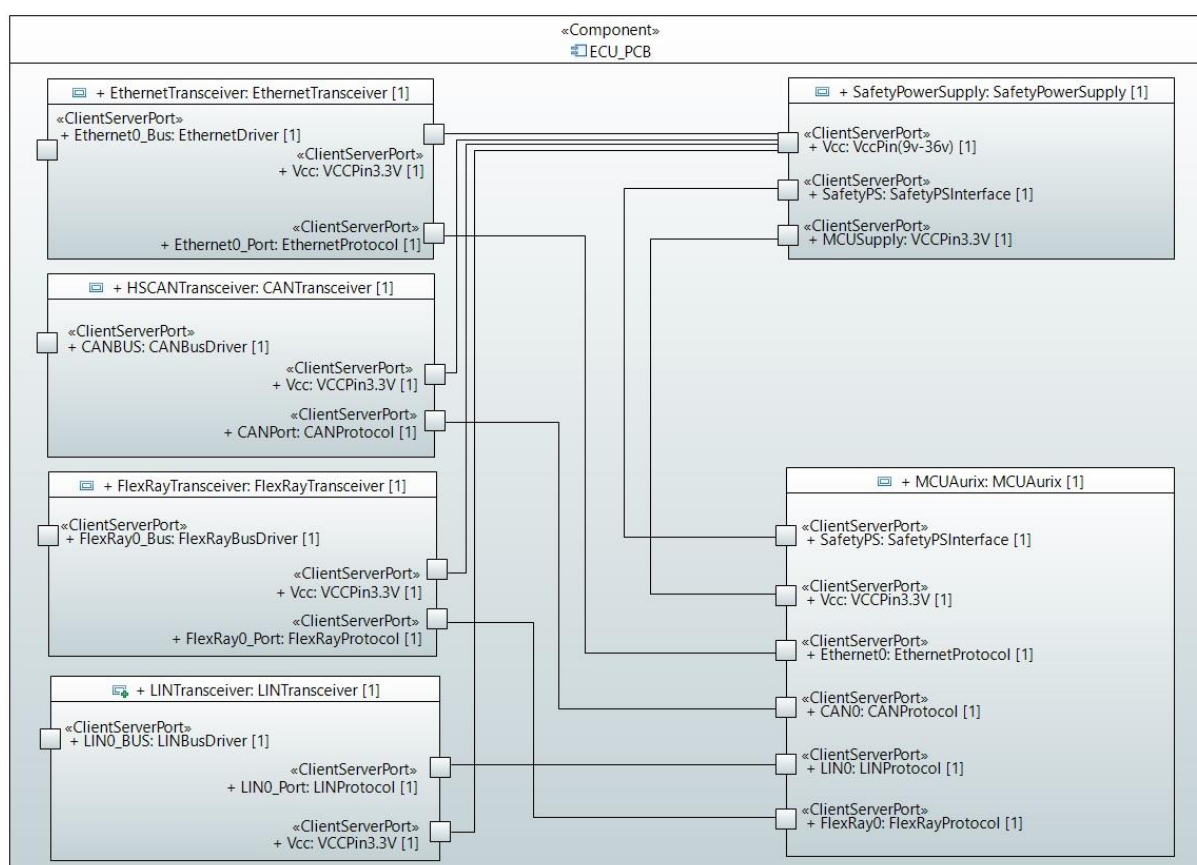 «Component»
ECU_PCB
+ EthernetTransceiver: EthernetTransceiver [1]
«ClientServerPort»
+ Ethernet0_Bus: EthernetDriver [1]
«ClientServerPort»
+ Vcc: VCCPin3.3V [1]
«ClientServerPort»
+ Ethernet0_Port: EthernetProtocol [1]
+ HSCANTransceiver: CANTransceiver [1]
«ClientServerPort»
+ CANBUS: CANBusDriver [1]
«ClientServerPort»
+ Vcc: VCCPin3.3V [1]
«ClientServerPort»
+ CANPort: CANProtocol [1]
+ FlexRayTransceiver: FlexRayTransceiver [1]
«ClientServerPort»
+ FlexRay0_Bus: FlexRayBusDriver [1]
«ClientServerPort»
+ Vcc: VCCPin3.3V [1]
«ClientServerPort»
+ FlexRay0_Port: FlexRayProtocol [1]
+ LINTransceiver: LINTransceiver [1]
«ClientServerPort»
+ LIN0_BUS: LINBusDriver [1]
«ClientServerPort»
+ LIN0_Port: LINProtocol [1]
«ClientServerPort»
+ Vcc: VCCPin3.3V [1]
+ SafetyPowerSupply: SafetyPowerSupply [1]
«ClientServerPort»
+ Vcc: VccPin(9v-36v) [1]
«ClientServerPort»
+ SafetyPS: SafetyPSInterface [1]
«ClientServerPort»
+ MCUSupply: VCCPin3.3V [1]
+ MCUAurix: MCUAurix [1]
«ClientServerPort»
+ SafetyPS: SafetyPSInterface [1]
«ClientServerPort»
+ Vcc: VCCPin3.3V [1]
«ClientServerPort»
+ Ethernet0: EthernetProtocol [1]
«ClientServerPort»
+ CAN0: CANProtocol [1]
«ClientServerPort»
+ LIN0: LINProtocol [1]
«ClientServerPort»
+ FlexRay0: FlexRayProtocol [1]